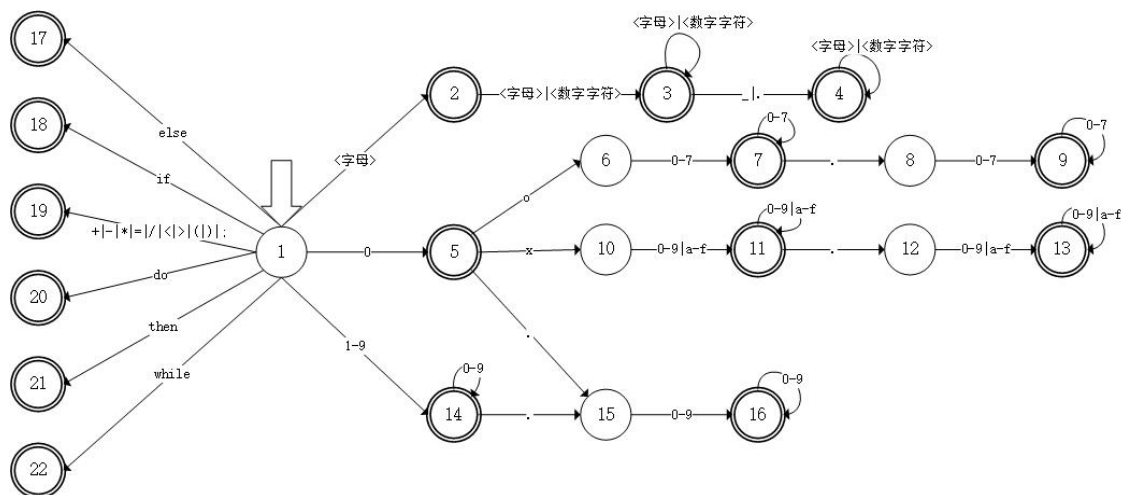 17
<字母>|<数字字符>
<字母>|<数字字符>
2
<字母>|<数字字符>
3
_|.
4
18
else
0-7
0-7
if
<字母>
6
0-7
7
.
8
0-7
9
19
o
+|-|*|=|/|<|>|(|)|;
0-9|a-f
0-9|a-f
1
0
5
x
10
0-9|a-f
11
.
12
0-9|a-f
13
20
do
then
.
1-9
21
while
0-9
0-9
14
.
15
0-9
16
22